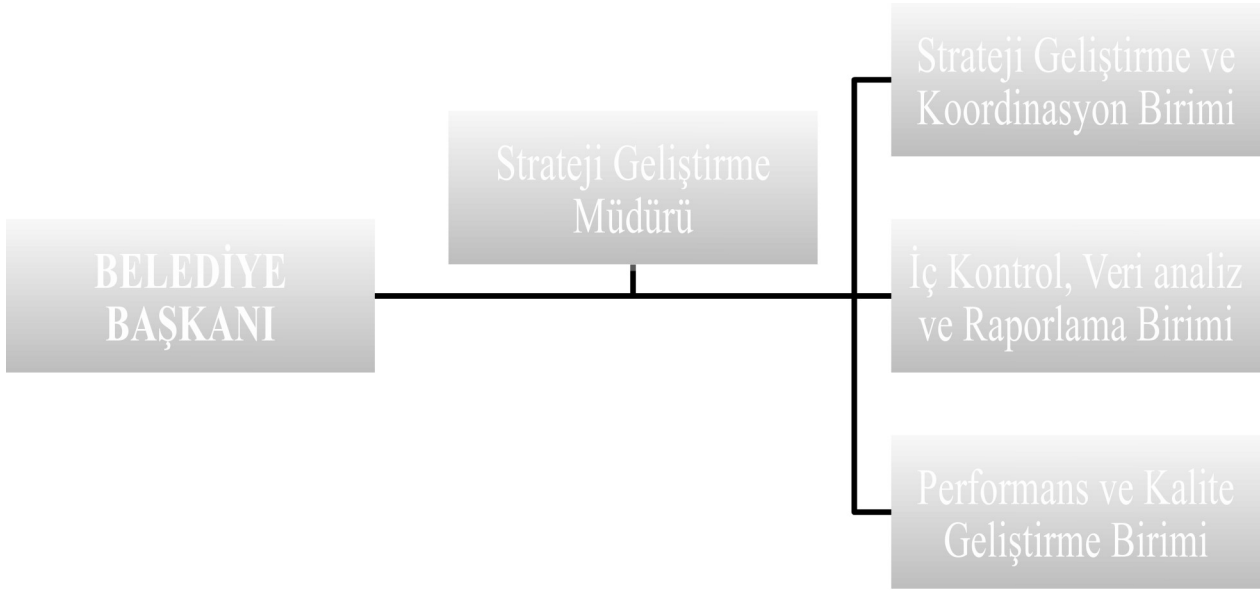 BELEDİYE
BAŞKANI
Strateji Geliştirme
Müdürü
Strateji Geliştirme ve
Koordinasyon Birimi
İç Kontrol, Veri analiz
ve Raporlama Birimi
Performans ve Kalite
Geliştirme Birimi